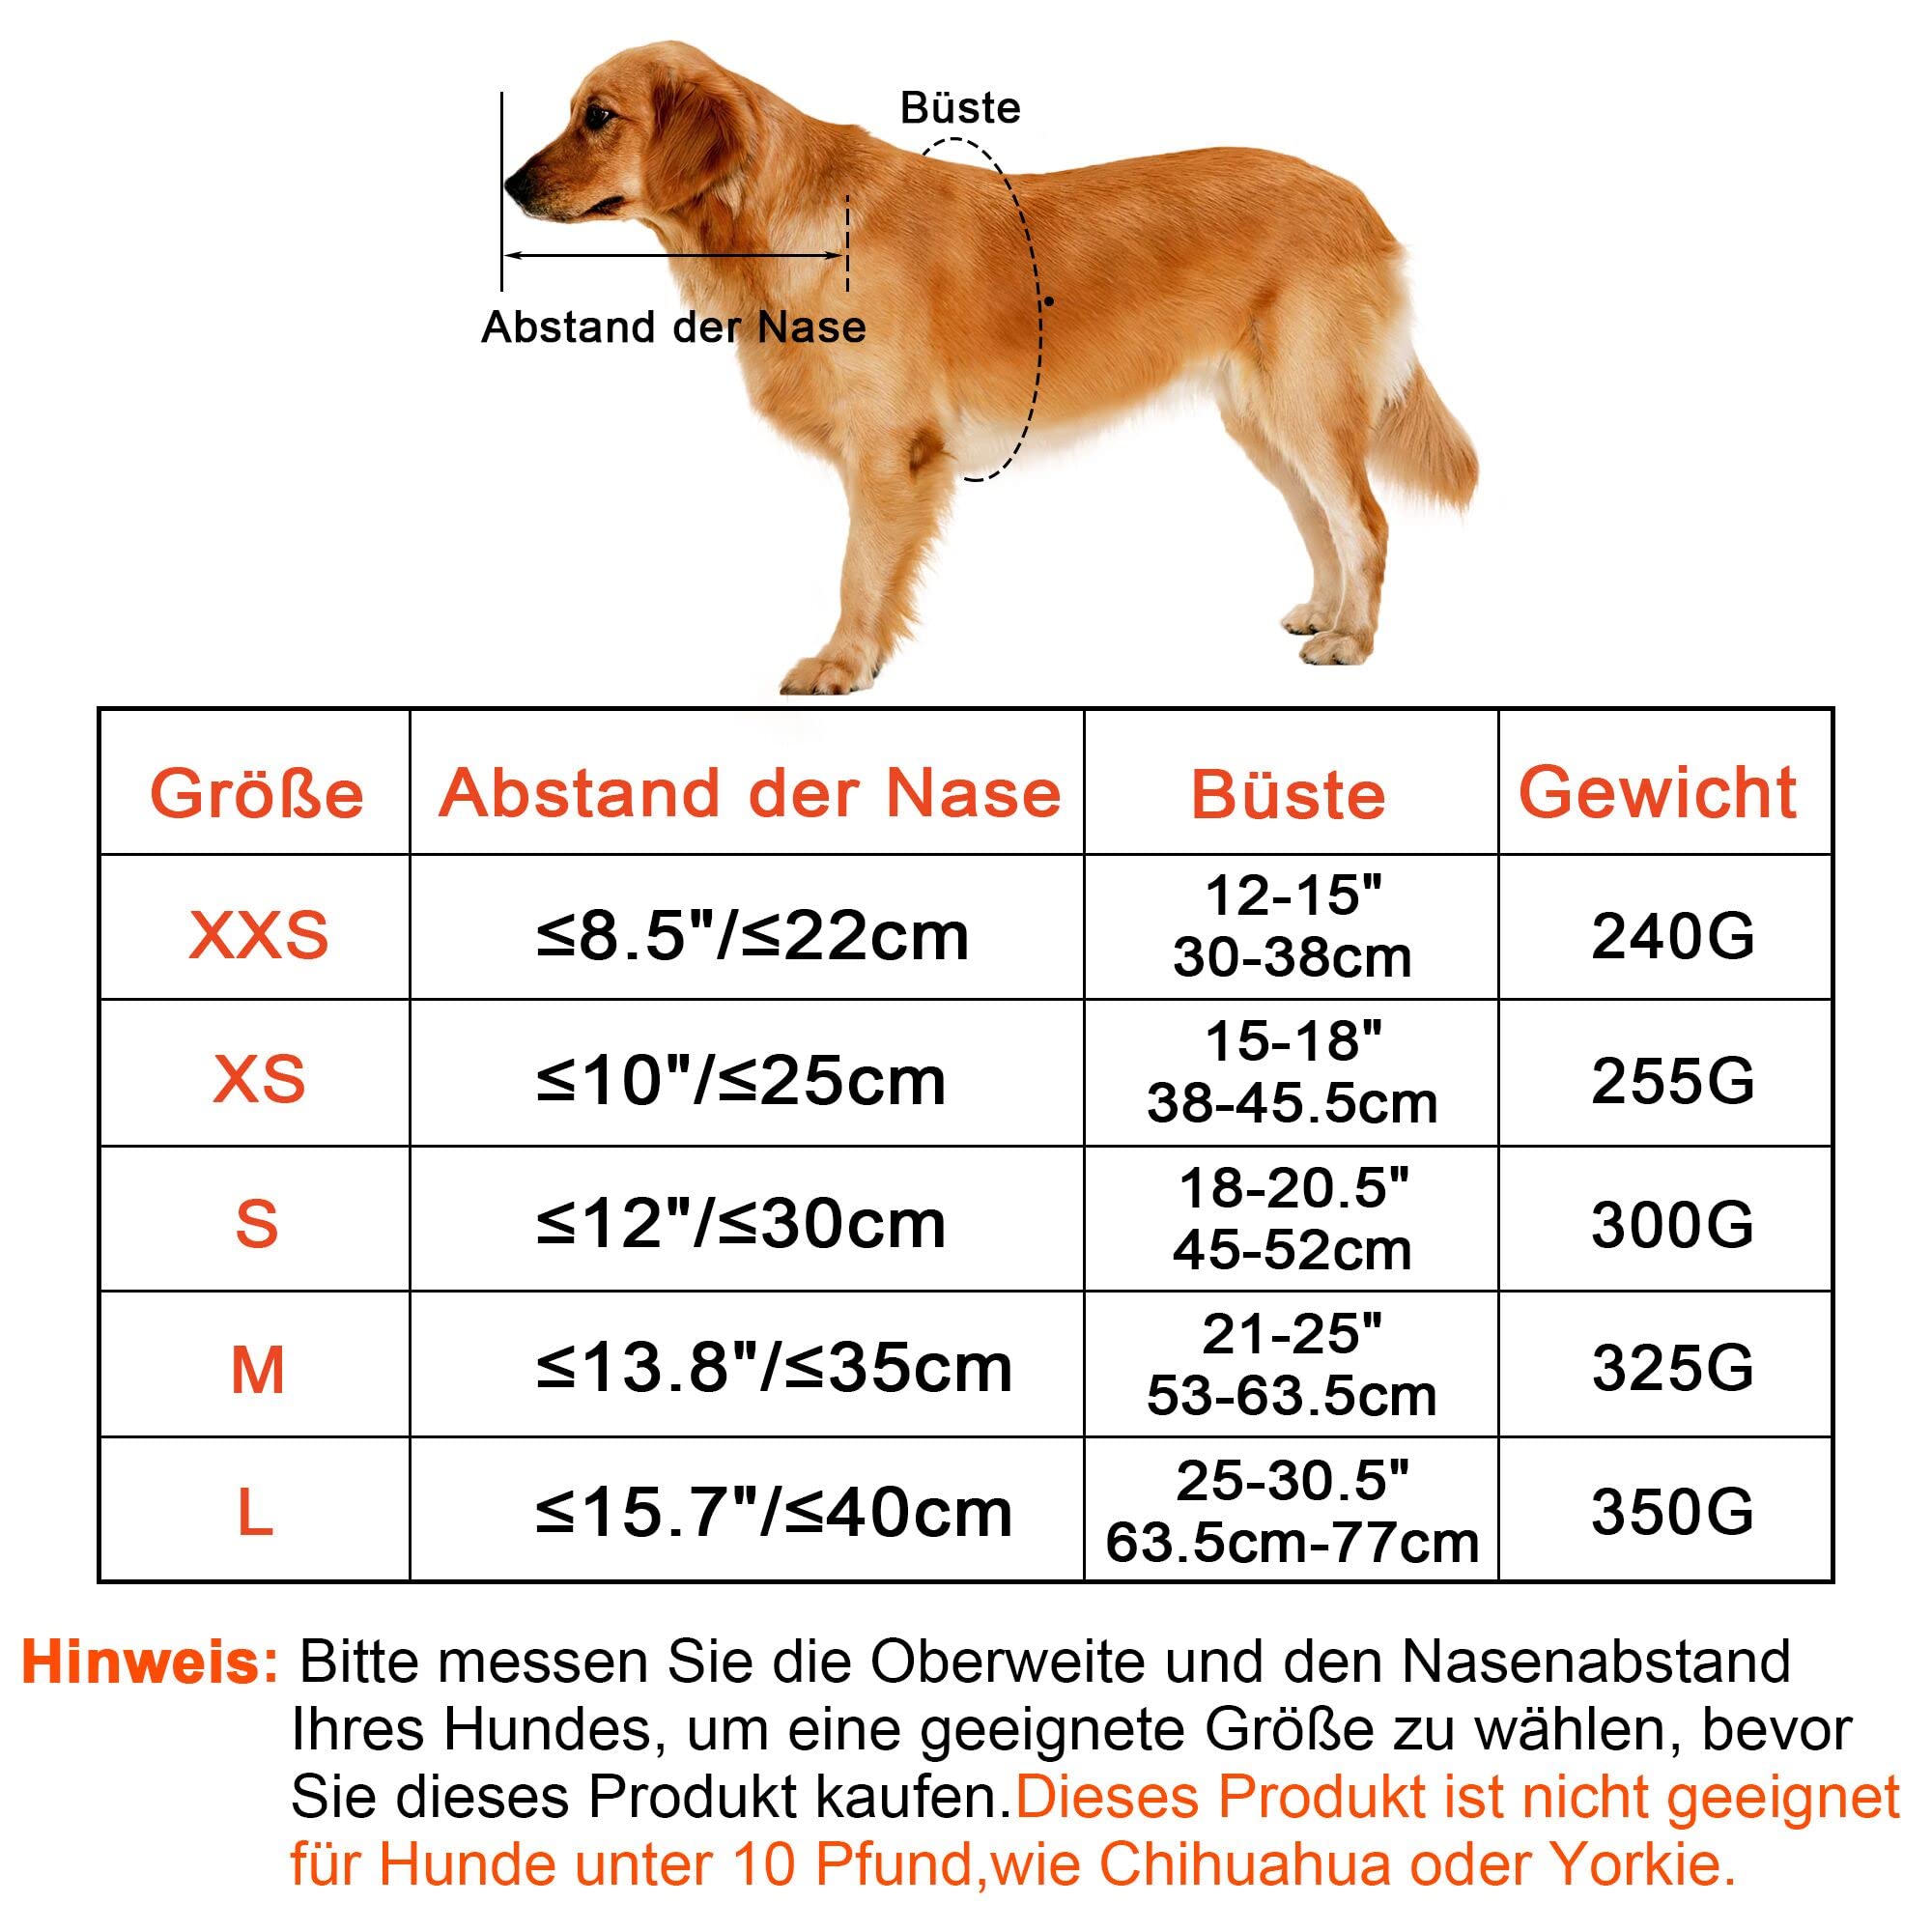 Büste
Abstand der Nase
Größe Abstand der Nase Büste Gewicht
XXS ≤8.5"/≤22cm 12-15" 240G
30-38cm
XS ≤10"/≤25cm 15-18" 255G
38-45.5cm
S ≤12"/≤30cm 18-20.5" 300G
45-52cm
M ≤13.8"/≤35cm 21-25" 325G
53-63.5cm
L ≤15.7"/≤40cm 25-30.5" 350G
63.5cm-77cm
Hinweis: Bitte messen Sie die Oberweite und den Nasenabstand
Ihres Hundes, um eine geeignete Größe zu wählen, bevor
Sie dieses Produkt kaufen.Dieses Produkt ist nicht geeignet
für Hunde unter 10 Pfund,wie Chihuahua oder Yorkie.